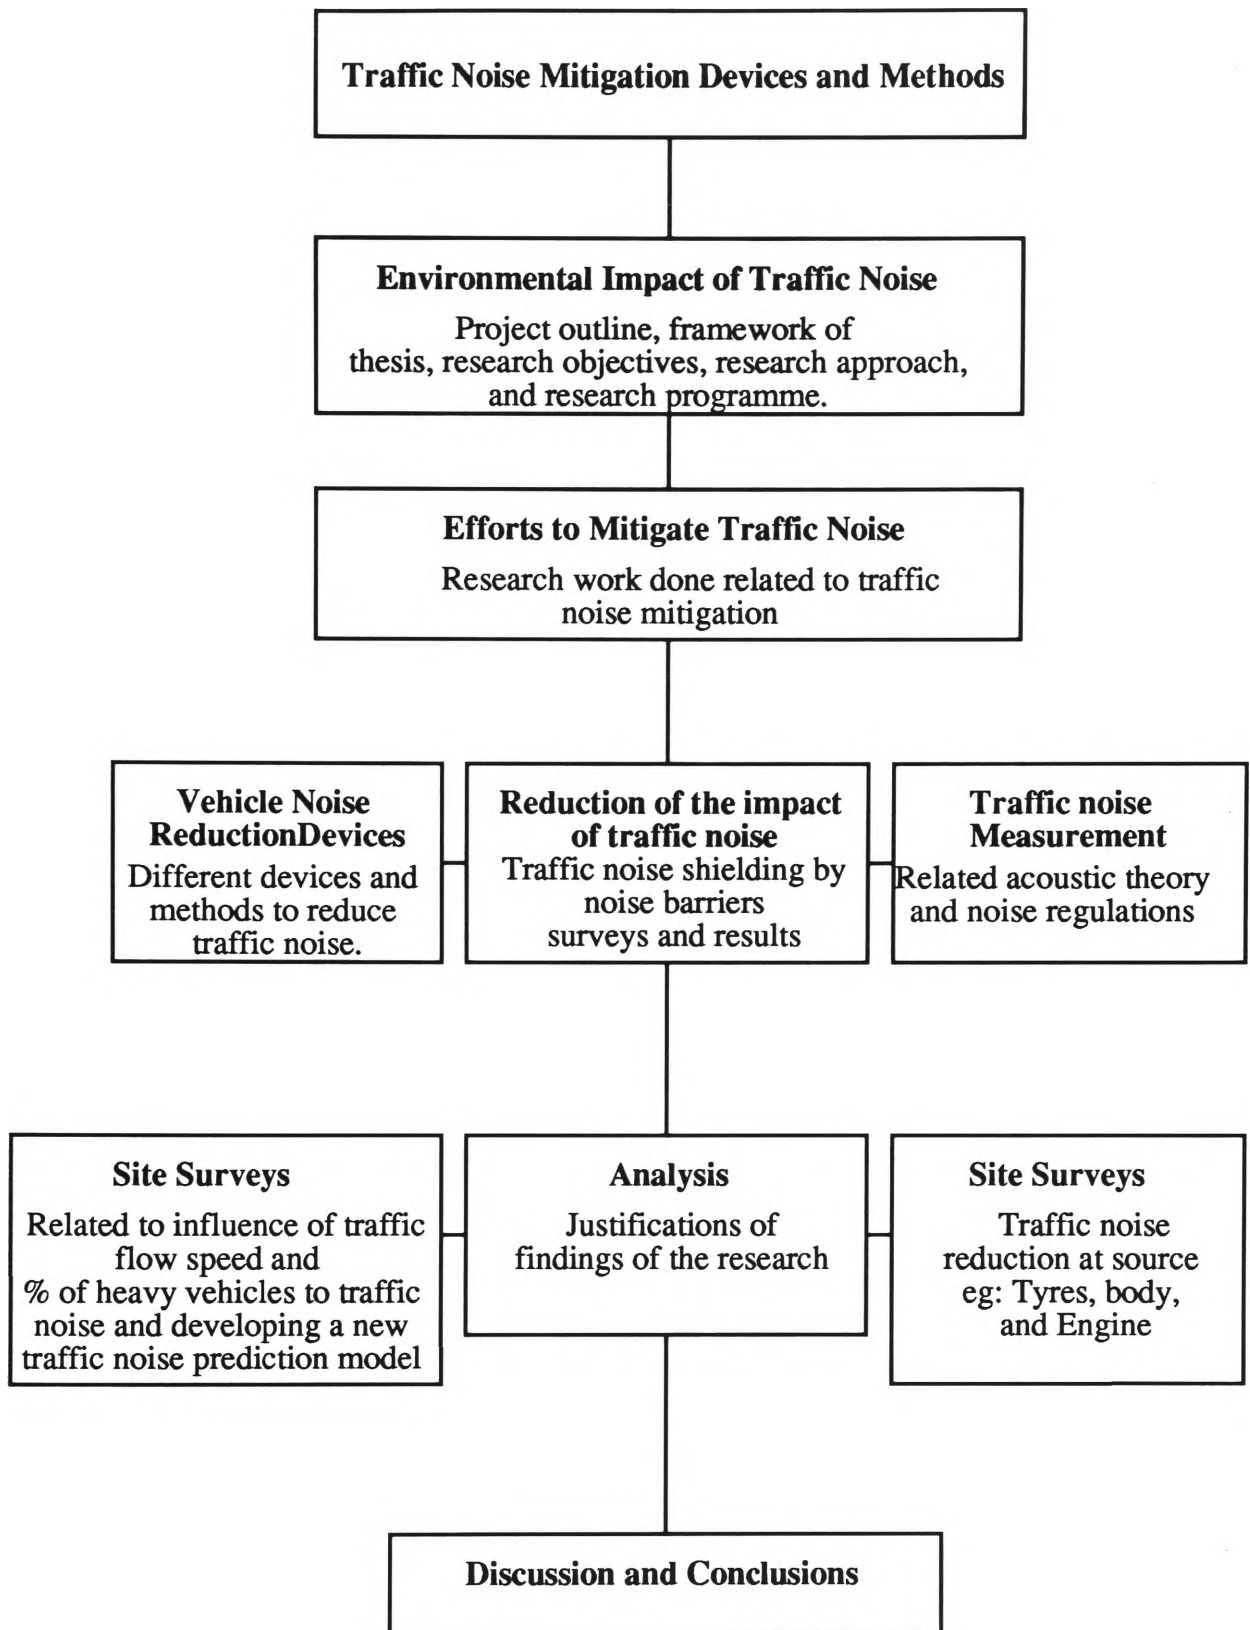 Traffic Noise Mitigation Devices and Methods
Environmental Impact of Traffic Noise
Project outline, framework of
thesis, research objectives, research approach,
and research programme.
Efforts to Mitigate Traffic Noise
Research work done related to traffic
noise mitigation
Vehicle Noise
ReductionDevices
Different devices and
methods to reduce
traffic noise.
Reduction of the impact
of traffic noise
Traffic noise shielding by
noise barriers
surveys and results
Traffic noise
Measurement
Related acoustic theory
and noise regulations
Site Surveys
Related to influence of traffic
flow speed and
% of heavy vehicles to traffic
noise and developing a new
traffic noise prediction model
Analysis
Justifications of
findings of the research
Site Surveys
Traffic noise
reduction at source
eg: Tyres, body,
and Engine
Discussion and Conclusions